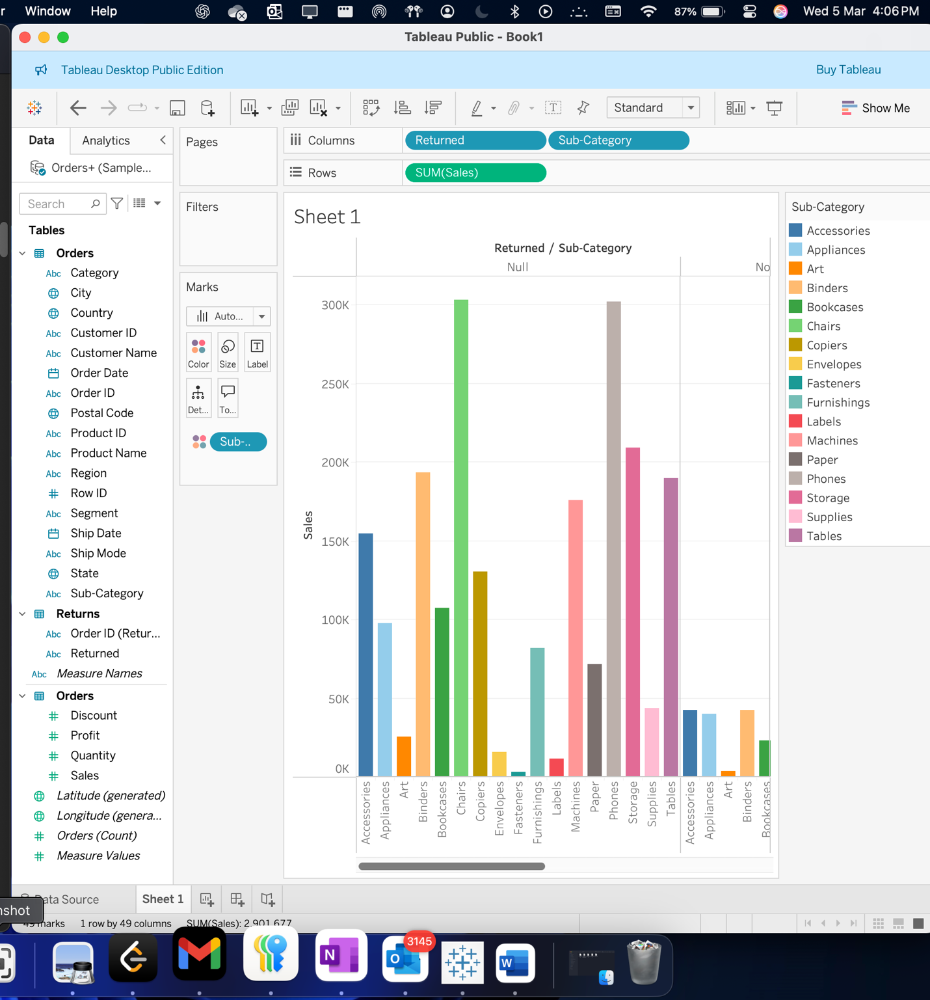 r Window Help 87% Wed 5 Mar 4:06 PM
Tableau Public - Book1
Tableau Desktop Public Edition Buy Tableau
Standard Show Me
Data Analytics
Orders+ (Sample...
Search
Tables
Orders
Abc Category
City
Country
Abc Customer ID
Abc Customer Name
Order Date
Abc Order ID
Postal Code
Abc Product ID
Abc Product Name
Abc Region
Row ID
Abc Segment
Ship Date
Abc Ship Mode
State
Abc Sub-Category
Returns
Abc Order ID (Retur...
Abc Returned
Abc Measure Names
Orders
Discount
Profit
Quantity
Sales
Latitude (generated)
Longitude (genera...
Orders (Count)
Measure Values
Pages
Filters
Marks
Auto...
Color Size Label
Det... To...
Sub-..
Columns Returned Sub-Category
Rows SUM(Sales)
Sheet 1
Returned / Sub-Category
Null No
Sales
300K
250K
200K
150K
100K
50K
0K
Accessories
Appliances
Art
Binders
Bookcases
Chairs
Copiers
Envelopes
Fasteners
Furnishings
Labels
Machines
Paper
Phones
Storage
Supplies
Tables
Accessories
Appliances
Art
Binders
Bookcases
Sub-Category
Accessories
Appliances
Art
Binders
Bookcases
Chairs
Copiers
Envelopes
Fasteners
Furnishings
Labels
Machines
Paper
Phones
Storage
Supplies
Tables
Data Source Sheet 1
nshot
49 marks 1 row by 49 columns SUM(Sales): 2,901,677
3145
N
O
W